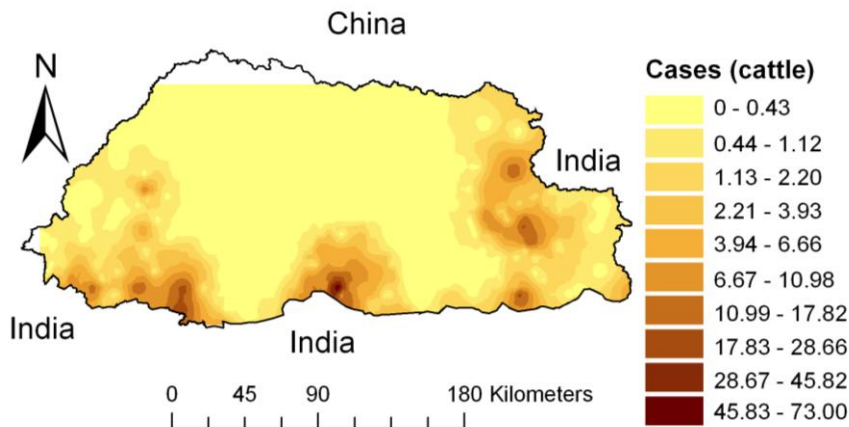 China
N
India
India
India
0 45 90 180 Kilometers
Cases (cattle)
0 - 0.43
0.44 - 1.12
1.13 - 2.20
2.21 - 3.93
3.94 - 6.66
6.67 - 10.98
10.99 - 17.82
17.83 - 28.66
28.67 - 45.82
45.83 - 73.00